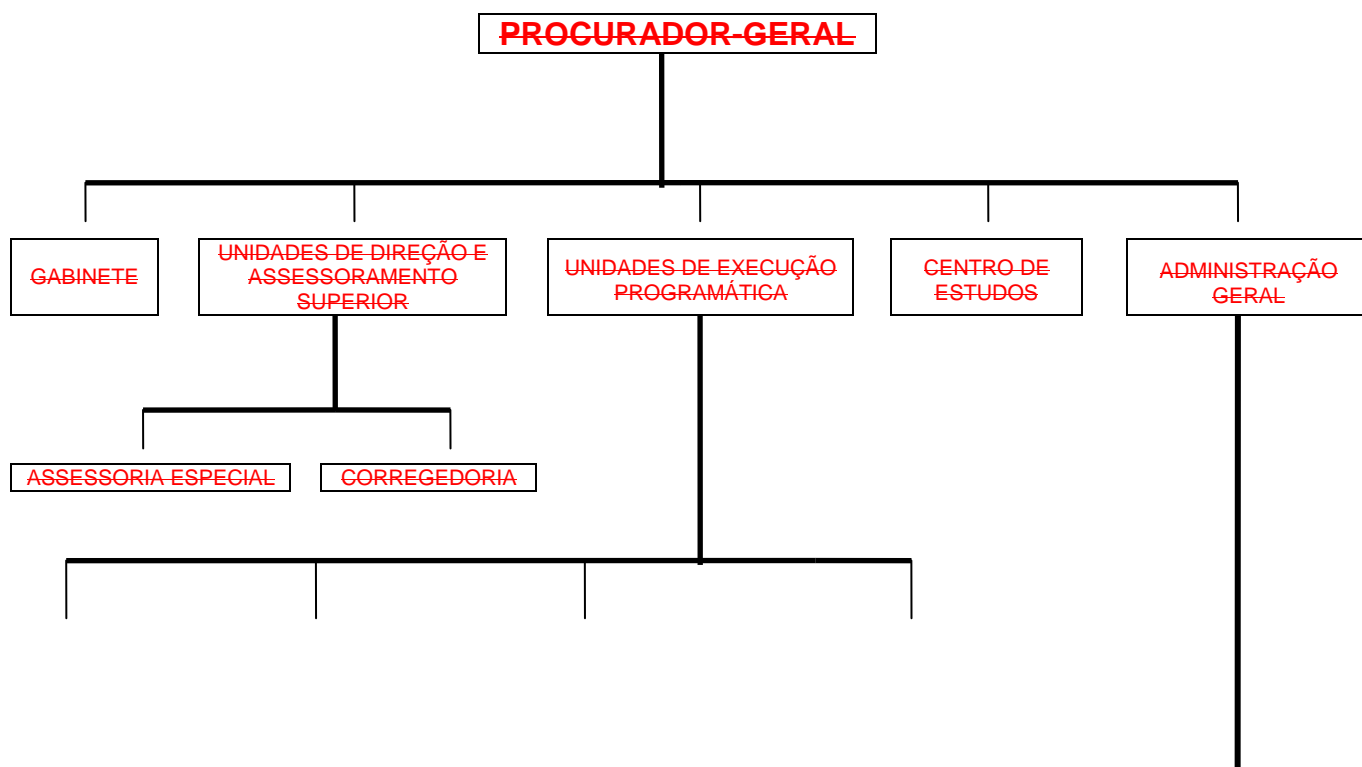 PROCURADOR-GERAL
GABINETE
UNIDADES DE DIREÇÃO E
ASSESSORAMENTO
SUPERIOR
UNIDADES DE EXECUÇÃO
PROGRAMÁTICA
CENTRO DE
ESTUDOS
ADMINISTRAÇÃO
GERAL
ASSESSORIA ESPECIAL
CORREGEDORIA